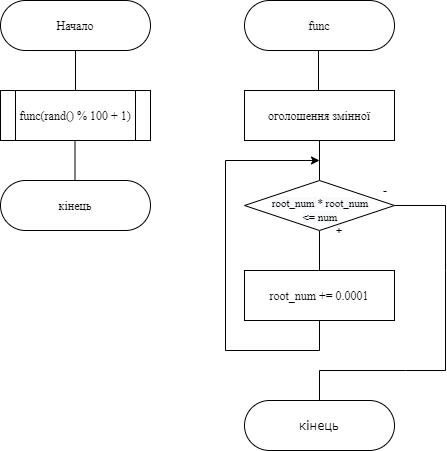 Начало
func(rand() % 100 + 1)
кінець
func
оголошення змінної
root_num * root_num
<= num
-
+
root_num += 0.0001
кінець